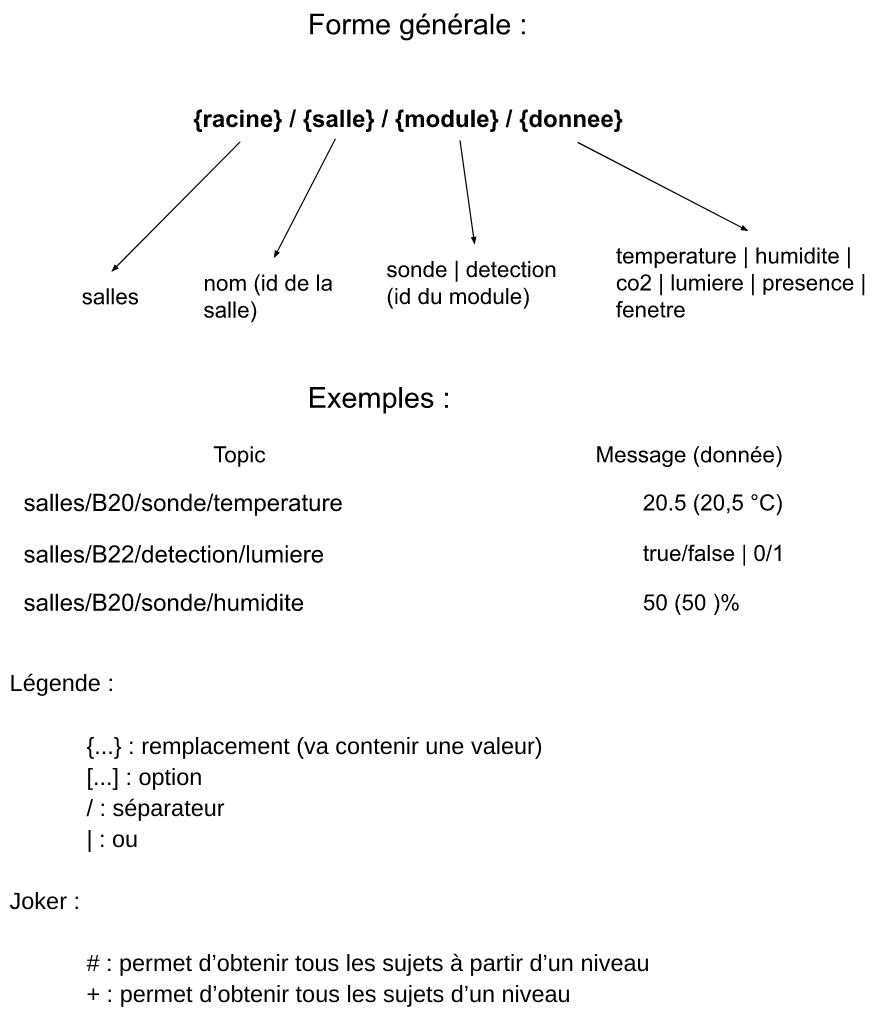 Forme générale :
{racine} / {salle} / {module} / {donnee}
salles
nom (id de la
salle)
sonde | detection
(id du module)
temperature | humidite |
co2 | lumiere | presence |
fenetre
Exemples :
Topic
Message (donnée)
salles/B20/sonde/temperature
20.5 (20,5 °C)
salles/B22/detection/lumiere
true/false | 0/1
salles/B20/sonde/humidite
50 (50 )%
Légende :
{...} : remplacement (va contenir une valeur)
[...] : option
/ : séparateur
| : ou
Joker :
# : permet d’obtenir tous les sujets à partir d’un niveau
+ : permet d’obtenir tous les sujets d’un niveau